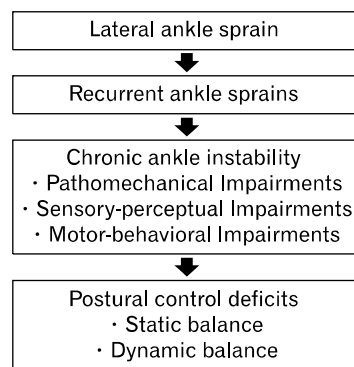 Lateral ankle sprain
Recurrent ankle sprains
Chronic ankle instability
· Pathomechanical Impairments
· Sensory-perceptual Impairments
· Motor-behavioral Impairments
Postural control deficits
· Static balance
· Dynamic balance